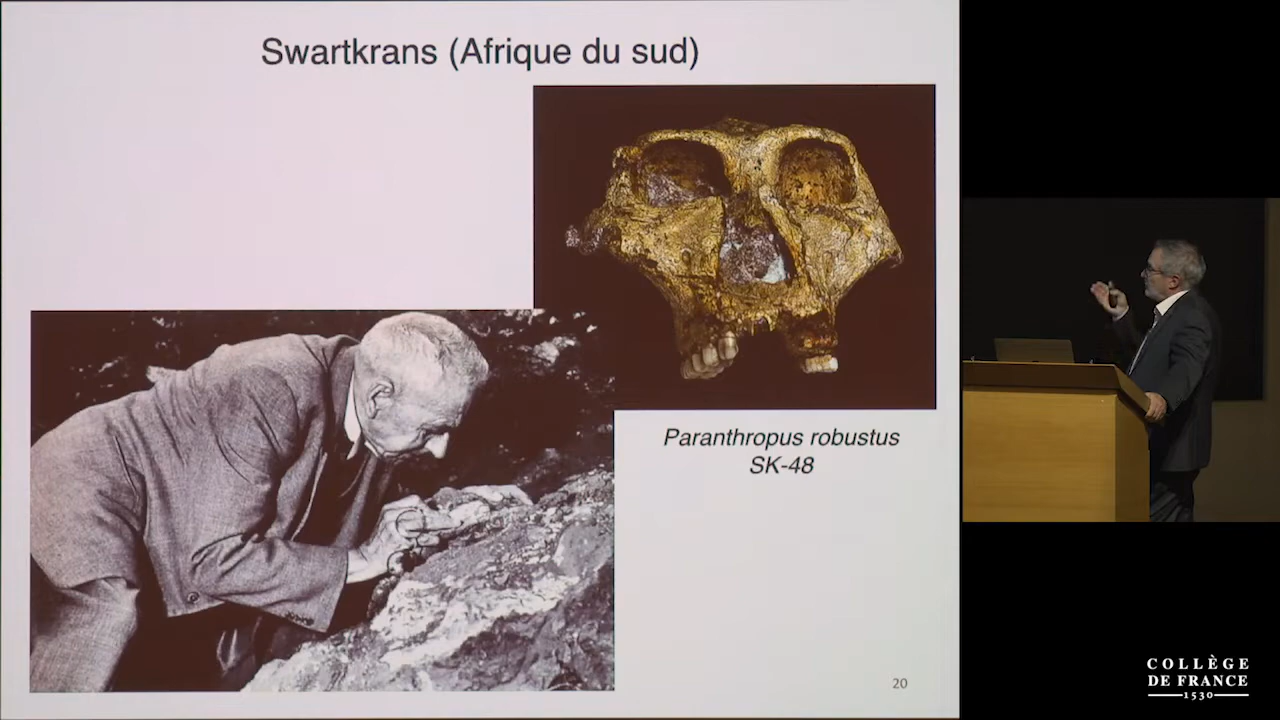 Swartkrans (Afrique du sud)
Paranthropus robustus
SK-48
20
COLLÈGE
DE FRANCE
1530